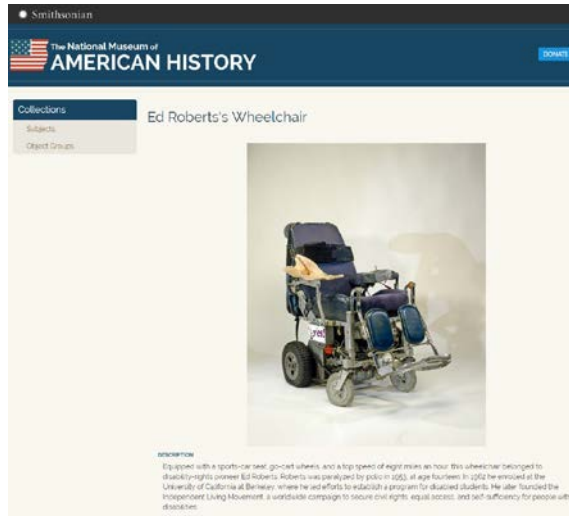 Smithsonian
The National Museum of
AMERICAN HISTORY
DONATE
Collections
Subjects
Object Groups
Ed Roberts's Wheelchair
DESCRIPTION
Equipped with a sports-car seat, go-cart wheels, and a top speed of eight miles an hour, this wheelchair belonged to
disability-rights pioneer Ed Roberts. Roberts was paralyzed by polio in 1953, at age fourteen. In 1962 he enrolled at the
University of California at Berkeley, where he led efforts to establish a program for disabled students. He later founded the
Independent Living Movement, a worldwide campaign to secure civil rights, equal access, and self-sufficiency for people with
disabilities.